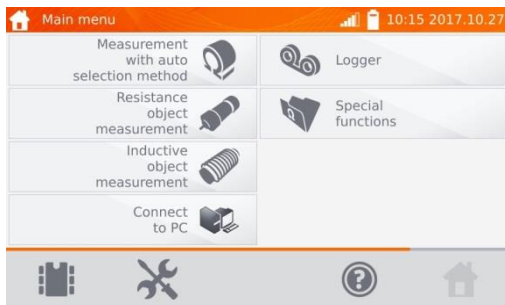 Main menu
10:15 2017.10.27
Measurement
with auto
selection method
Logger
Resistance
object
measurement
Special
functions
Inductive
object
measurement
Connect
to PC
?